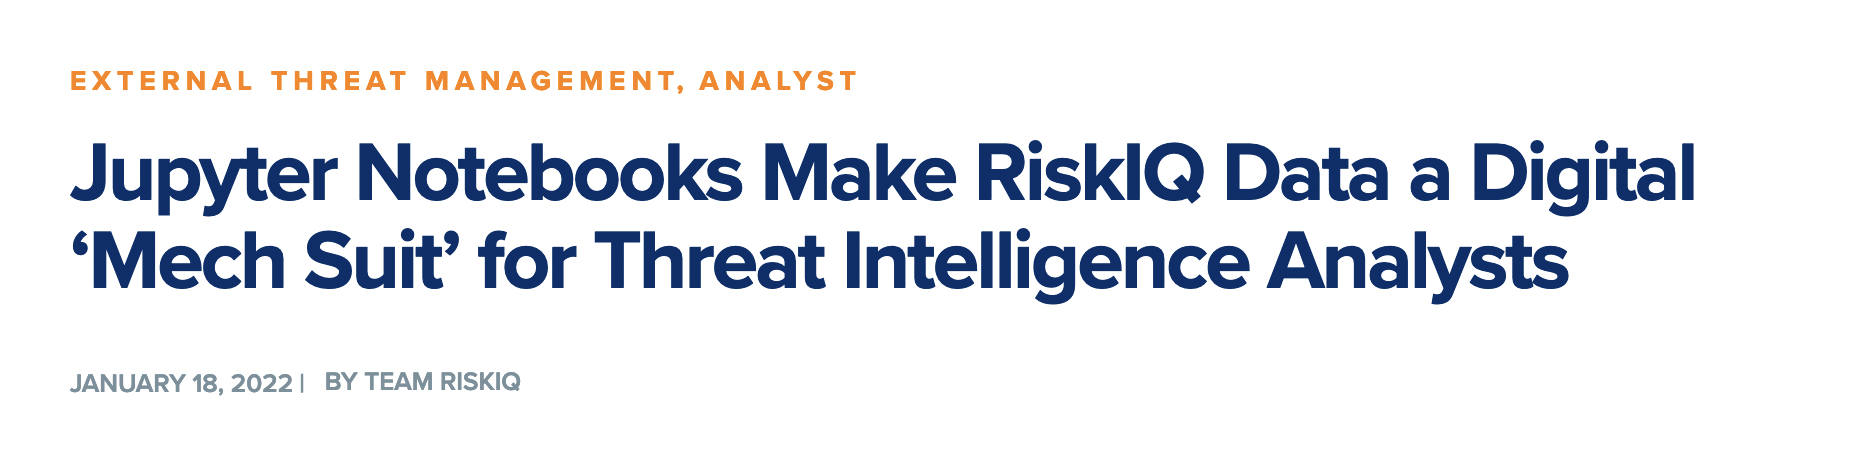 EXTERNAL THREAT MANAGEMENT, ANALYST
Jupyter Notebooks Make RiskIQ Data a Digital
‘Mech Suit’ for Threat Intelligence Analysts
JANUARY 18, 2022 | BY TEAM RISKIQ